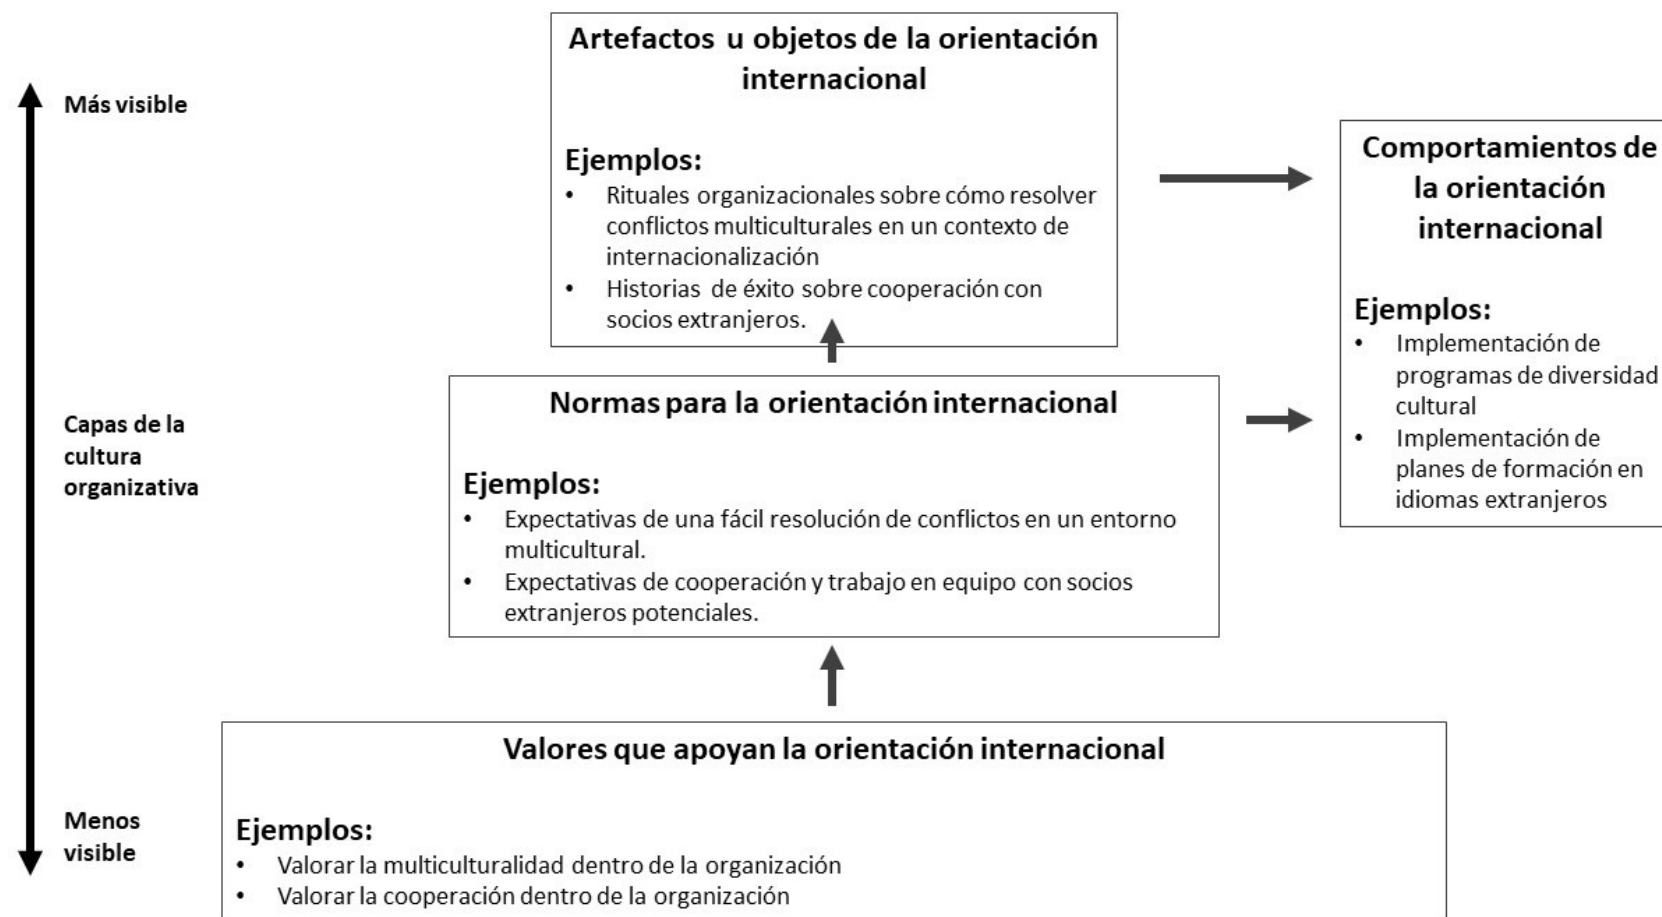 Artefactos u objetos de la orientación
internacional
Ejemplos:
• Rituales organizacionales sobre cómo resolver
conflictos multiculturales en un contexto de
internacionalización
• Historias de éxito sobre cooperación con
socios extranjeros.
Más visible
Capas de la
cultura
organizativa
Menos
visible
Comportamientos de
la orientación
internacional
Ejemplos:
• Implementación de
programas de diversidad
cultural
• Implementación de
planes de formación en
idiomas extranjeros
Normas para la orientación internacional
Ejemplos:
• Expectativas de una fácil resolución de conflictos en un entorno
multicultural.
• Expectativas de cooperación y trabajo en equipo con socios
extranjeros potenciales.
Valores que apoyan la orientación internacional
Ejemplos:
• Valorar la multiculturalidad dentro de la organización
• Valorar la cooperación dentro de la organización